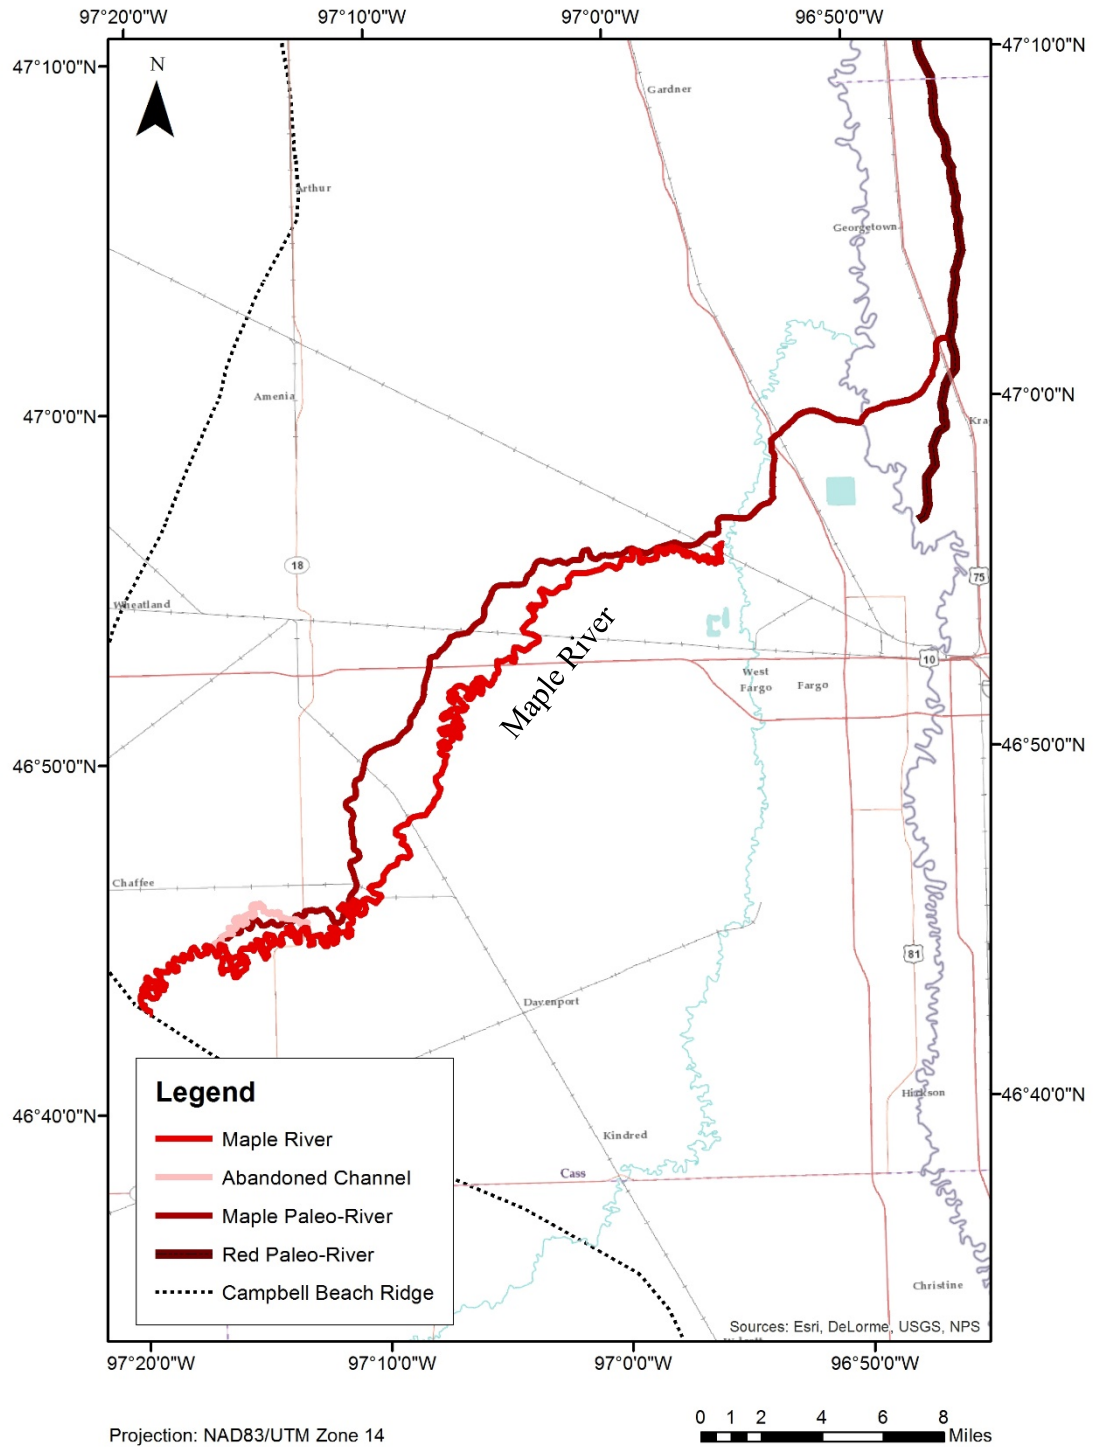 97°20'0"W 97°10'0"W 97°0'0"W 96°50'0"W
47°10'0"N 47°10'0"N
N
Gardner
Arthur
Georgetown
Amenia
47°0'0"N 47°0'0"N
Kra
18
75
Wheatland
Maple River
10
West
Fargo Fargo
46°50'0"N 46°50'0"N
Chaffee
81
Davenport
46°40'0"N 46°40'0"N
Hickson
Kindred
Cass
Christine
Legend
Maple River
Abandoned Channel
Maple Paleo-River
Red Paleo-River
Campbell Beach Ridge
Sources: Esri, DeLorme, USGS, NPS
97°20'0"W 97°10'0"W 97°0'0"W 96°50'0"W
0 1 2 4 6 8
Miles
Projection: NAD83/UTM Zone 14